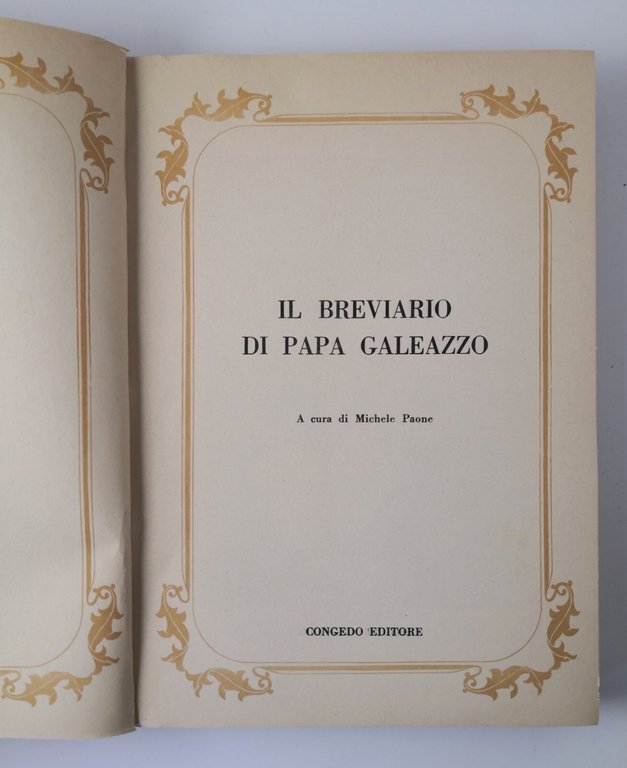 IL BREVIARIO
DI PAPA GALEAZZO
A cura di Michele Paone
CONGEDO EDITORE